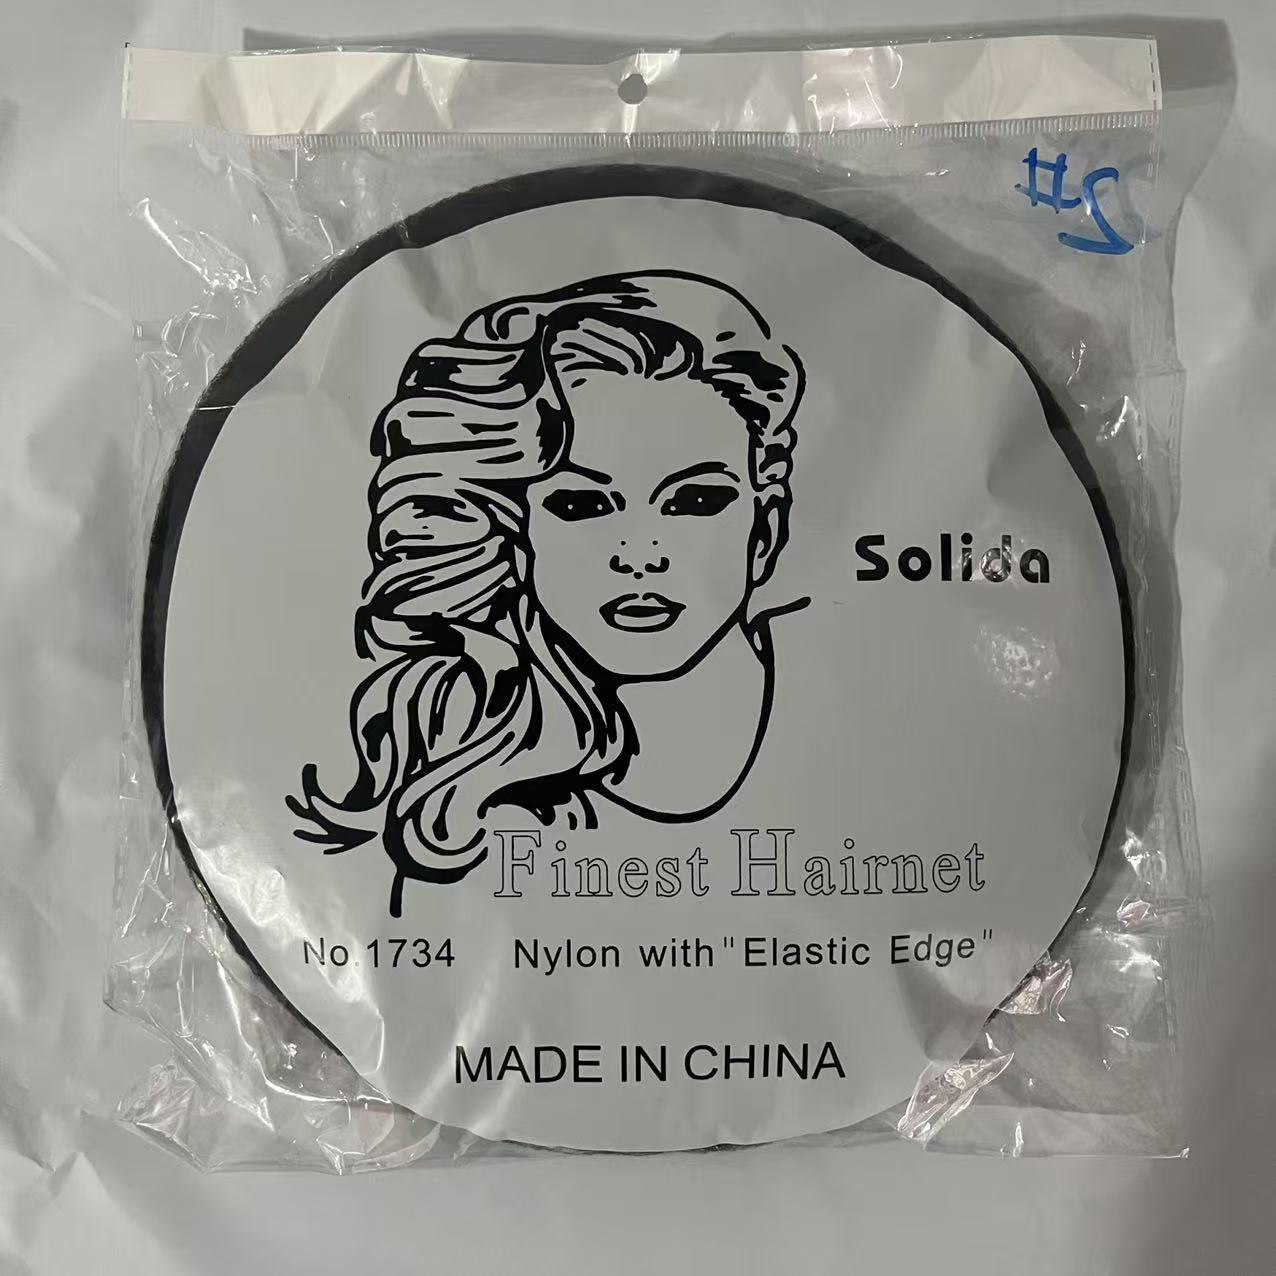 #5
Solida
Finest Hairnet
No.1734 Nylon with "Elastic Edge"
MADE IN CHINA